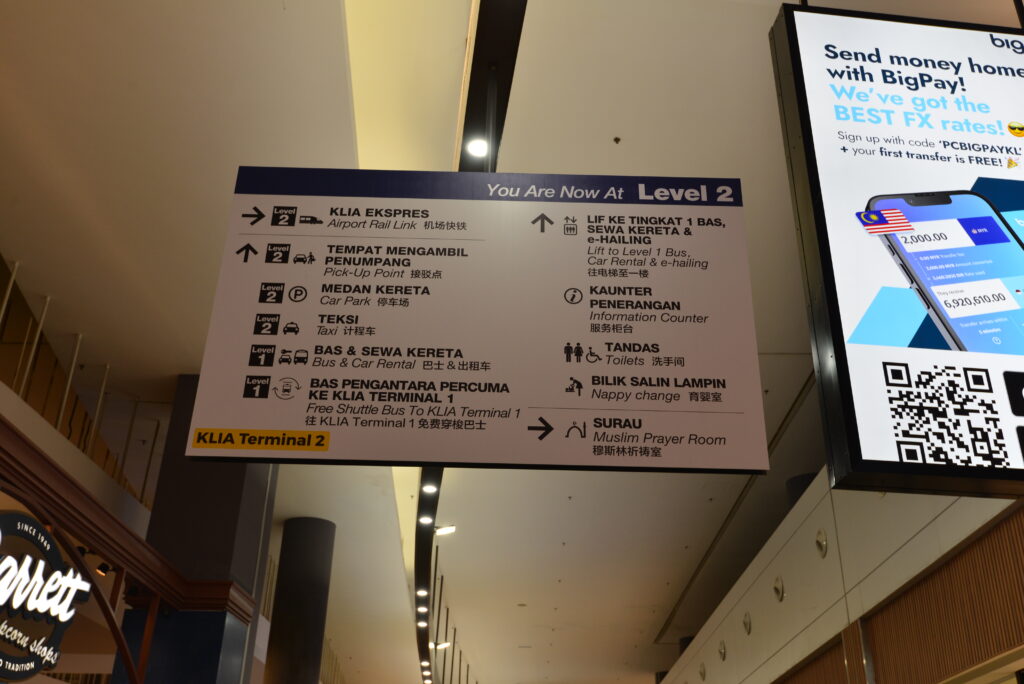 You Are Now At Level 2
Level 2
KLIA EKSPRES
Airport Rail Link 机场快铁
Level 2
TEMPAT MENGAMBIL
PENUMPANG
Pick-Up Point 接驳点
Level 2
P
MEDAN KERETA
Car Park 停车场
Level 2
TEKSI
Taxi 计程车
Level 1
BAS & SEWA KERETA
Bus & Car Rental 巴士&出租车
Level 1
BAS PENGANTARA PERCUMA
KE KLIA TERMINAL 1
Free Shuttle Bus To KLIA Terminal 1
往 KLIA Terminal 1 免费穿梭巴士
KLIA Terminal 2
LIF KE TINGKAT 1 BAS,
SEWA KERETA &
e-HAILING
Lift to Level 1 Bus,
Car Rental & e-hailing
往电梯至一楼
i
KAUNTER
PENERANGAN
Information Counter
服务柜台
TANDAS
Toilets 洗手间
BILIK SALIN LAMPIN
Nappy change 育婴室
SURAU
Muslim Prayer Room
穆斯林祈祷室
big
Send money home
with BigPay!
We've got the
BEST FX rates!
Sign up with code 'PCBIGPAYKL'
+ your first transfer is FREE!
2,000.00
MYR
They receive
6,920,610.00
SINCE 1949
arrett
pcorn shops
TRADITION